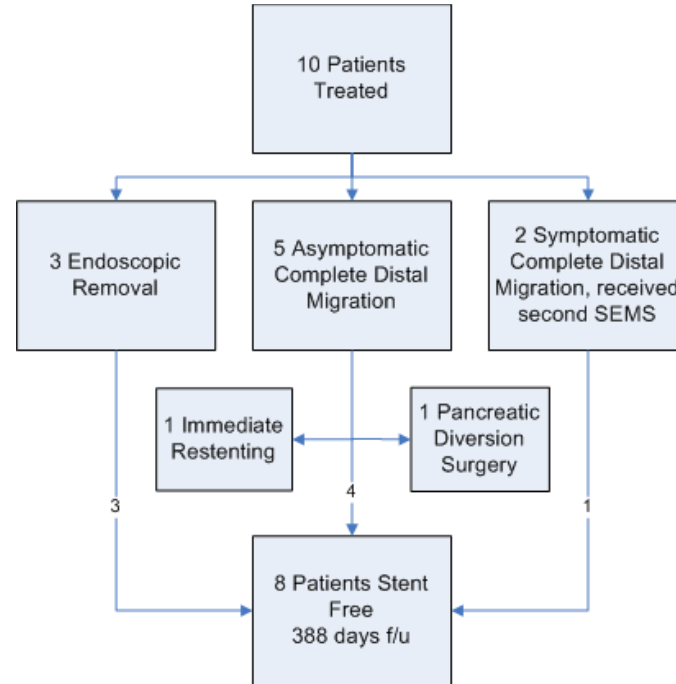 10 Patients
Treated
3 Endoscopic
Removal
5 Asymptomatic
Complete Distal
Migration
2 Symptomatic
Complete Distal
Migration, received
second SEMS
1 Immediate
Restenting
1 Pancreatic
Diversion
Surgery
3
4
1
8 Patients Stent
Free
388 days f/u